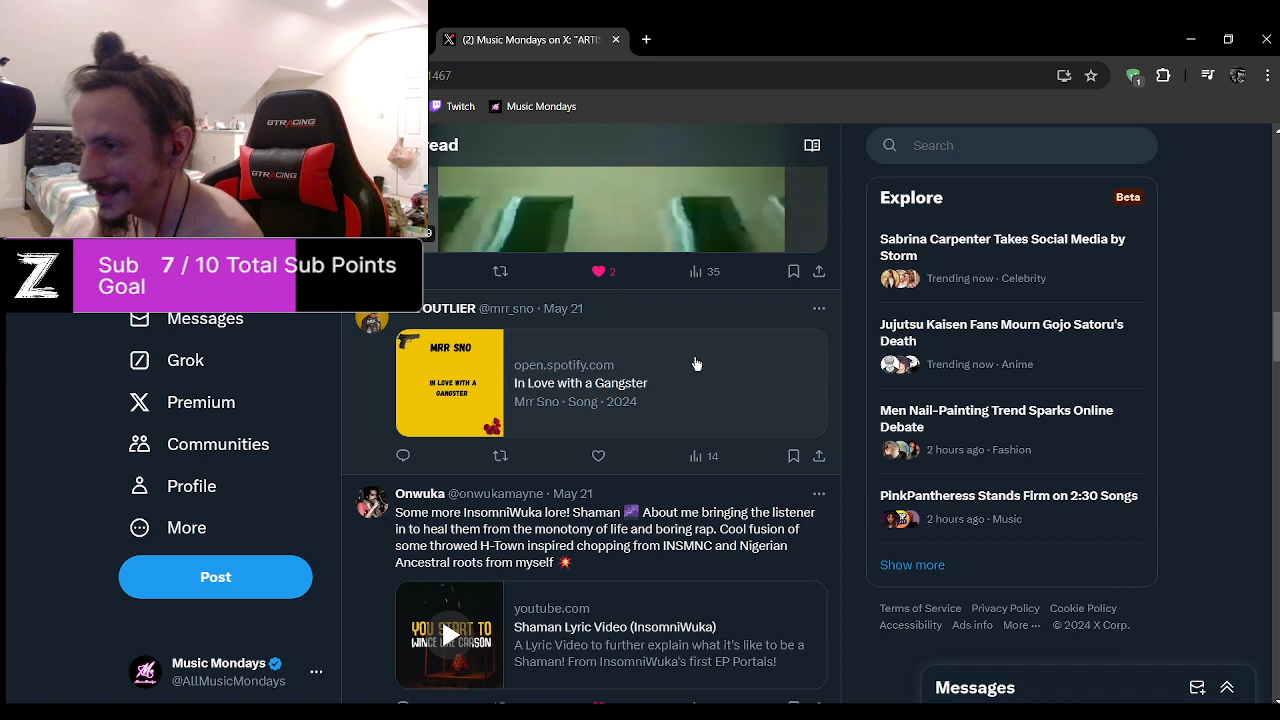 (2) Music Mondays on X: "ARTIS
1467
Twitch
Music Mondays
1
GTRACING
GTRACING
Sub Goal
7 / 10 Total Sub Points
Messages
Grok
Premium
Communities
Profile
More
Post
Music Mondays
@AllMusicMondays
read
9
2
35
OUTLIER @mrr_sno · May 21
MRR SNO
IN LOVE WITH A
GANGSTER
open.spotify.com
In Love with a Gangster
Mrr Sno · Song · 2024
14
Onwuka @onwukamayne · May 21
Some more InsomniWuka lore! Shaman 🌌 About me bringing the listener
in to heal them from the monotony of life and boring rap. Cool fusion of
some throwed H-Town inspired chopping from INSMNC and Nigerian
Ancestral roots from myself 💥
YOU START TO
WINCE LIKE CARSON
youtube.com
Shaman Lyric Video (InsomniWuka)
A Lyric Video to further explain what it's like to be a
Shaman! From InsomniWuka's first EP Portals!
Search
Explore
Beta
Sabrina Carpenter Takes Social Media by
Storm
Trending now · Celebrity
Jujutsu Kaisen Fans Mourn Gojo Satoru's
Death
Trending now · Anime
Men Nail-Painting Trend Sparks Online
Debate
2 hours ago · Fashion
PinkPantheress Stands Firm on 2:30 Songs
2 hours ago · Music
Show more
Terms of Service Privacy Policy Cookie Policy
Accessibility Ads info More ··· © 2024 X Corp.
Messages